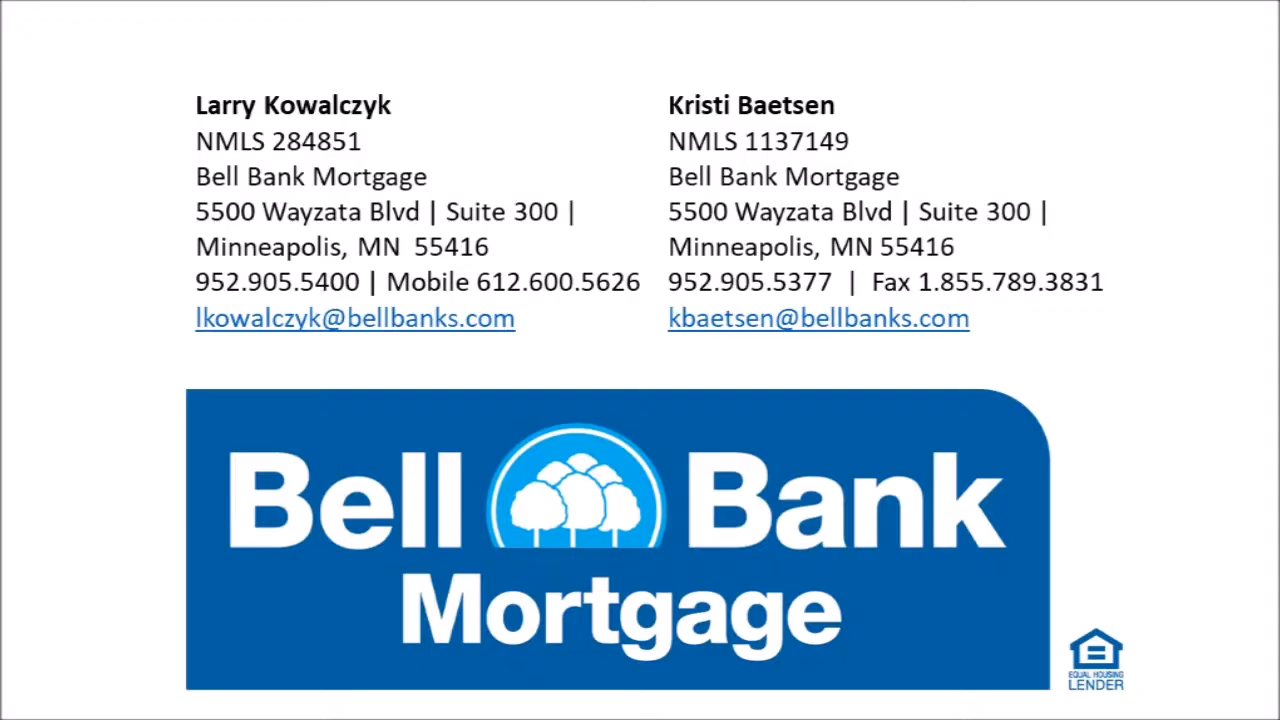 Larry Kowalczyk
NMLS 284851
Bell Bank Mortgage
5500 Wayzata Blvd | Suite 300 |
Minneapolis, MN  55416
952.905.5400 | Mobile 612.600.5626
lkowalczyk@bellbanks.com
Kristi Baetsen
NMLS 1137149
Bell Bank Mortgage
5500 Wayzata Blvd | Suite 300 |
Minneapolis, MN 55416
952.905.5377  |  Fax 1.855.789.3831
kbaetsen@bellbanks.com
Bell Bank
Mortgage
EQUAL HOUSING
LENDER